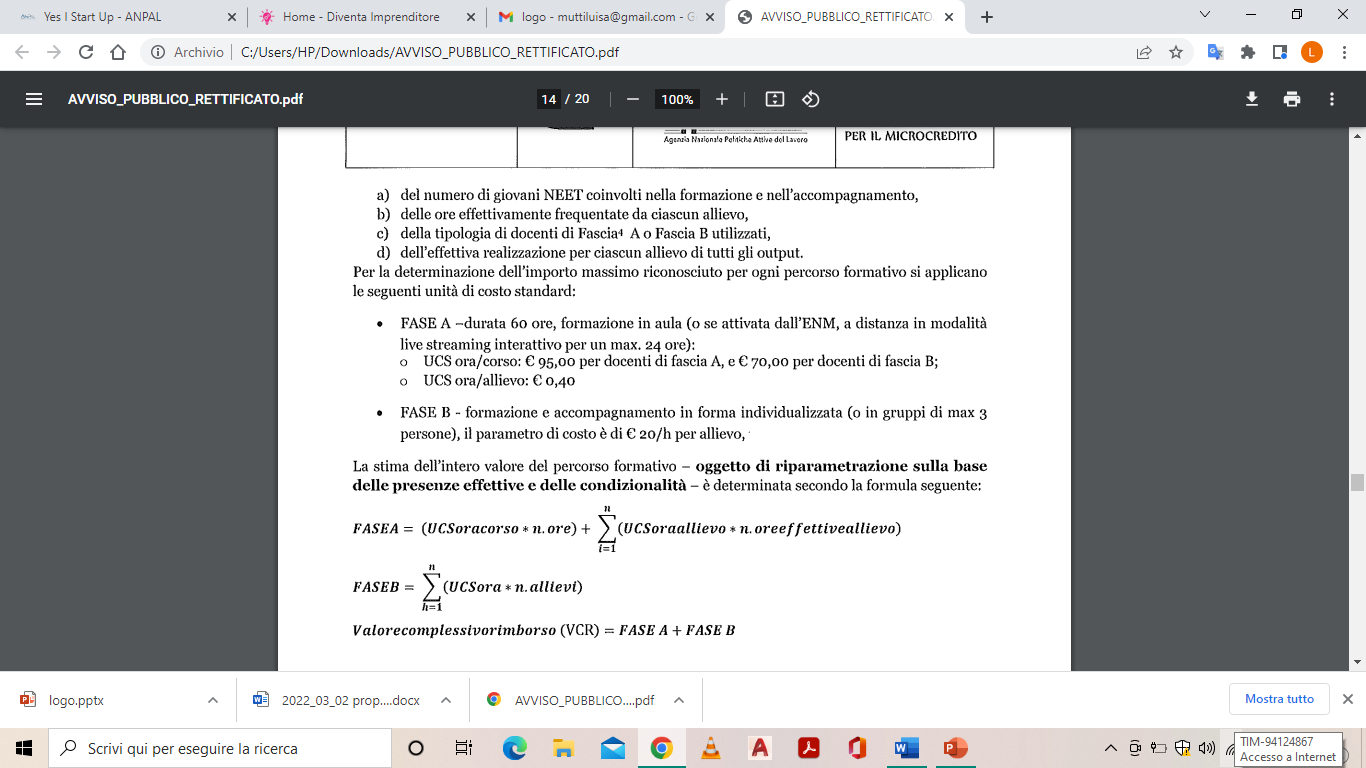 Yes I Start Up - ANPAL
Home - Diventa Imprenditore
logo - muttiluisa@gmail.com - G
AVVISO_PUBBLICO_RETTIFICATO.
Archivio
C:/Users/HP/Downloads/AVVISO_PUBBLICO_RETTIFICATO.pdf
L
AVVISO_PUBBLICO_RETTIFICATO.pdf
14 / 20
100%
Agenzia Nazionale Politiche Attive del Lavoro
PER IL MICROCREDITO
a) del numero di giovani NEET coinvolti nella formazione e nell'accompagnamento,
b) delle ore effettivamente frequentate da ciascun allievo,
c) della tipologia di docenti di Fascia⁴ A o Fascia B utilizzati,
d) dell'effettiva realizzazione per ciascun allievo di tutti gli output.
Per la determinazione dell'importo massimo riconosciuto per ogni percorso formativo si applicano
le seguenti unità di costo standard:
• FASE A –durata 60 ore, formazione in aula (o se attivata dall'ENM, a distanza in modalità
live streaming interattivo per un max. 24 ore):
o UCS ora/corso: € 95,00 per docenti di fascia A, e € 70,00 per docenti di fascia B;
o UCS ora/allievo: € 0,40
• FASE B - formazione e accompagnamento in forma individualizzata (o in gruppi di max 3
persone), il parametro di costo è di € 20/h per allievo,
La stima dell'intero valore del percorso formativo – oggetto di riparametrazione sulla base
delle presenze effettive e delle condizionalità – è determinata secondo la formula seguente:
n
FASEA = (UCSoracorso * n.ore) + ∑(UCSoraallievo * n.oreeffettiveallievo)
i=1
n
FASEB = ∑(UCSora * n.allievi)
h=1
Valorecomplessivorimborso (VCR) = FASE A + FASE B
logo.pptx
2022_03_02 prop....docx
AVVISO_PUBBLICO....pdf
Mostra tutto
Scrivi qui per eseguire la ricerca
TIM-94124867
Accesso a Internet